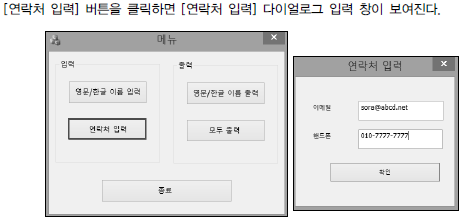 [연락처 입력] 버튼을 클릭하면 [연락처 입력] 다이얼로그 입력 창이 보여진다.
메뉴
입력
영문/한글 이름 입력
연락처 입력
출력
영문/한글 이름 출력
모두 출력
종료
연락처 입력
이메일
sora@abcd.net
핸드폰
010-7777-7777
확인